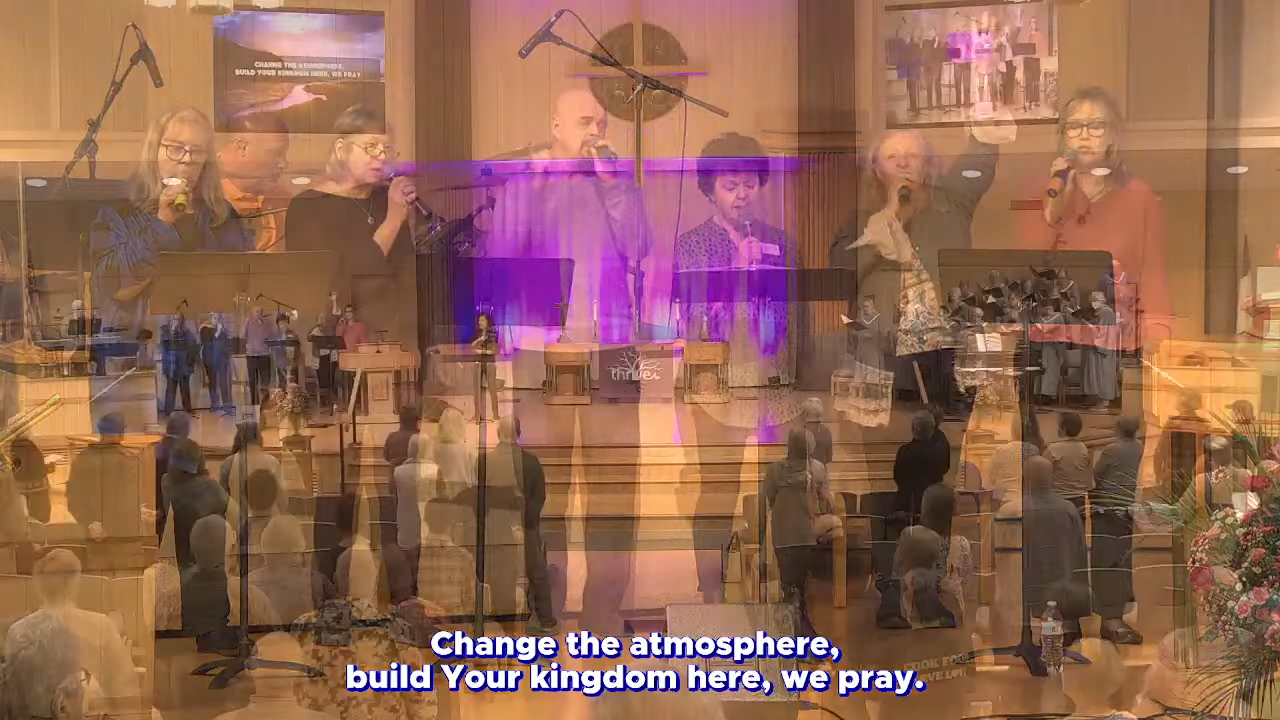 CHANGE THE ATMOSPHERE,
BUILD YOUR KINGDOM HERE, WE PRAY
thrive
Change the atmosphere,
build Your kingdom here, we pray.